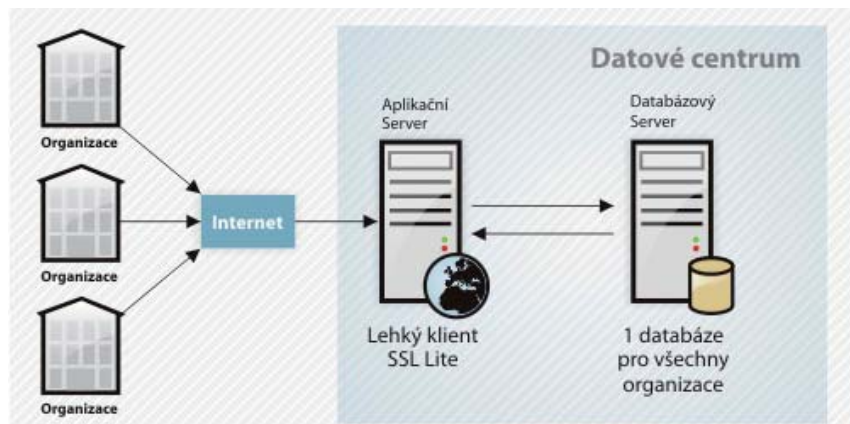 Datové centrum
Aplikační
Server
Databázový
Server
Organizace
Internet
Organizace
Organizace
Lehký klient
SSL Lite
1 databáze
pro všechny
organizace